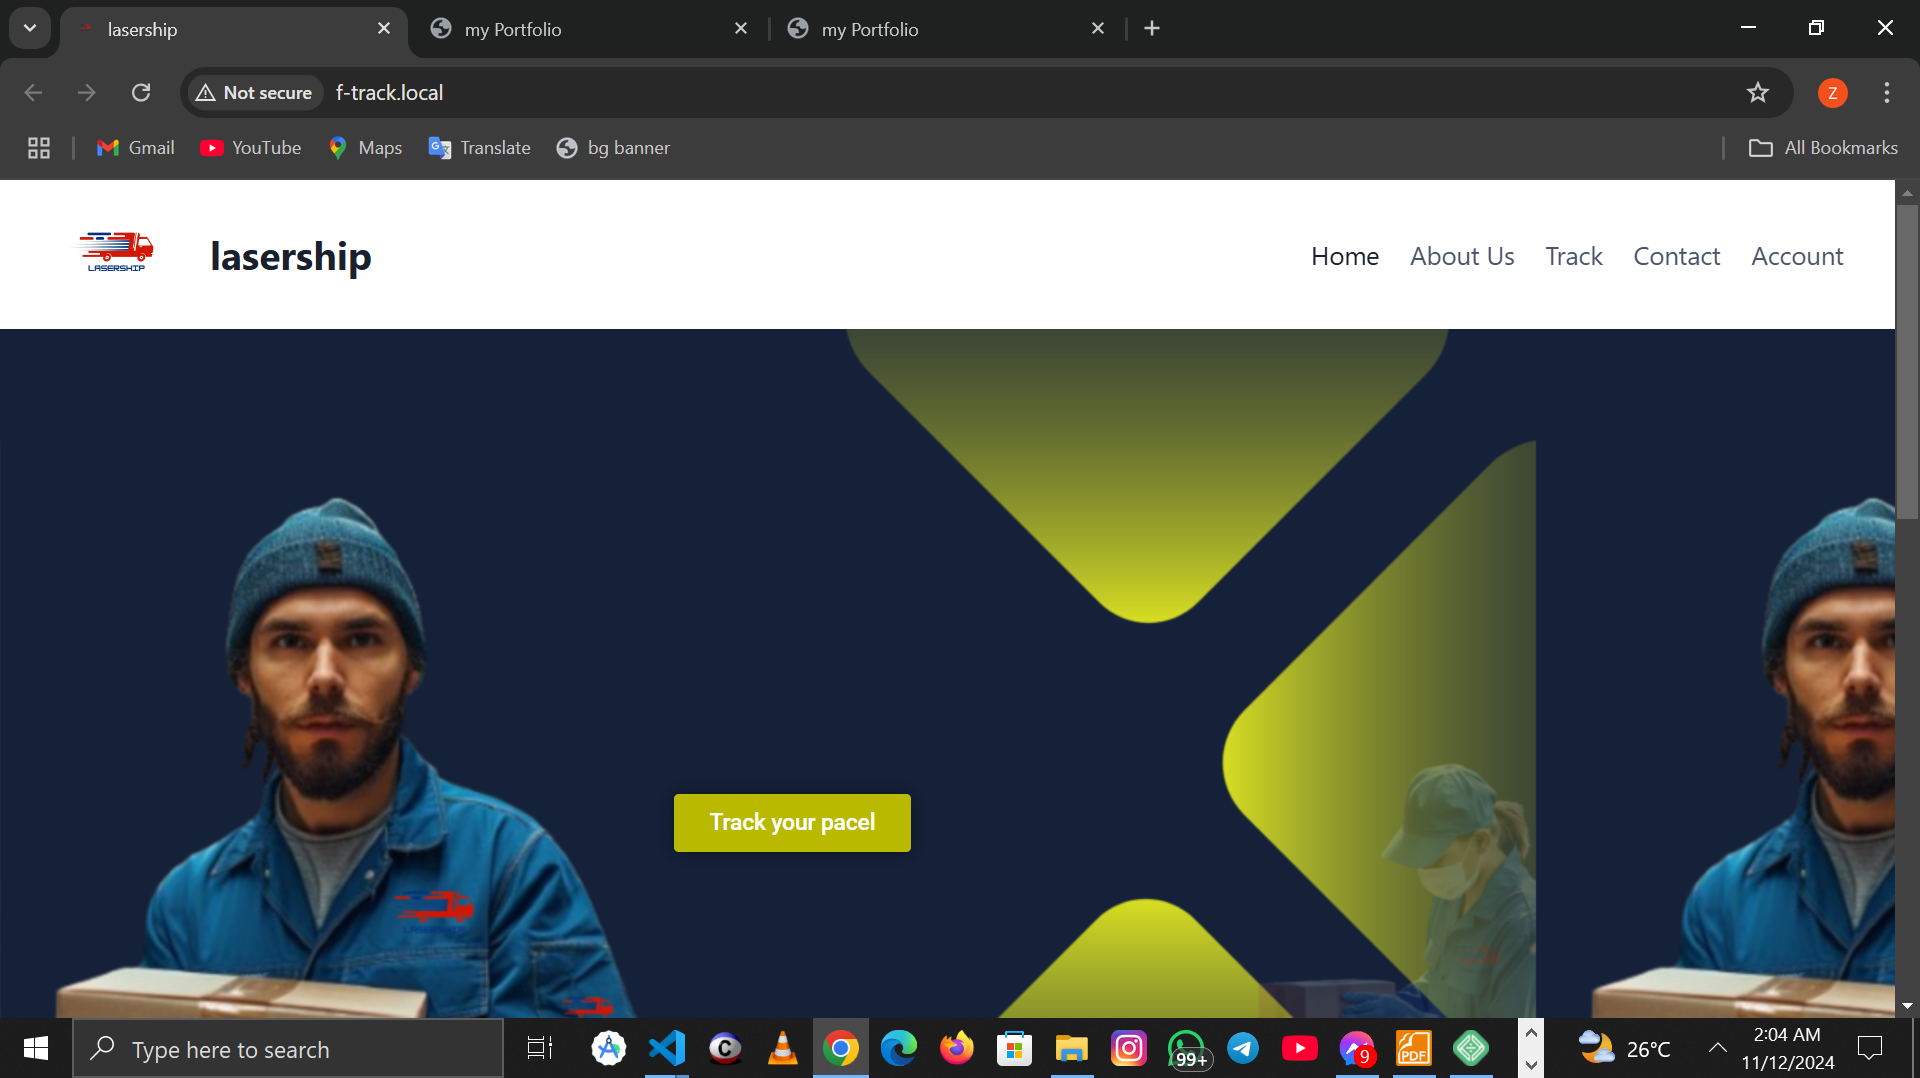 lasership
my Portfolio
my Portfolio
Not secure
f-track.local
Z
Gmail
YouTube
Maps
Translate
bg banner
All Bookmarks
LASERSHIP
lasership
Home
About Us
Track
Contact
Account
Track your pacel
LASERSHIP
Type here to search
C
99+
9
PDF
26°C
2:04 AM
11/12/2024